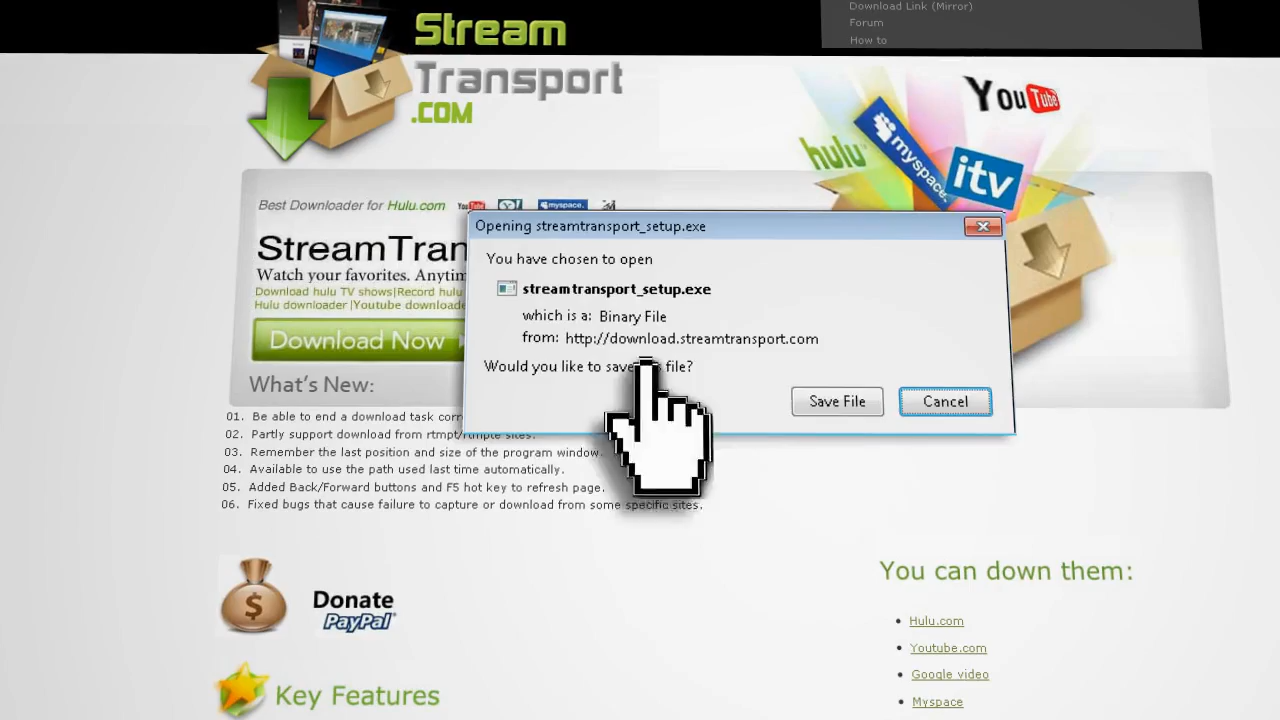 Download Link (Mirror)
Forum
How to
Stream
Transport
.COM
You Tube
hulu
myspace.
itv
Best Downloader for Hulu.com
You Tube
myspace.
StreamTran
Watch your favorites. Anytim
Download hulu TV shows|Record hulu
Hulu downloader |Youtube downloade
Download Now
What's New:
01. Be able to end a download task corr
02. Partly support download from rtmpt/rtmpte sites.
03. Remember the last position and size of the program window.
04. Available to use the path used last time automatically.
05. Added Back/Forward buttons and F5 hot key to refresh page.
06. Fixed bugs that cause failure to capture or download from some specific sites.
Opening streamtransport_setup.exe
You have chosen to open
streamtransport_setup.exe
which is a: Binary File
from: http://download.streamtransport.com
Would you like to save file?
Save File
Cancel
$
Donate
PayPal
Key Features
You can down them:
Hulu.com
Youtube.com
Google video
Myspace